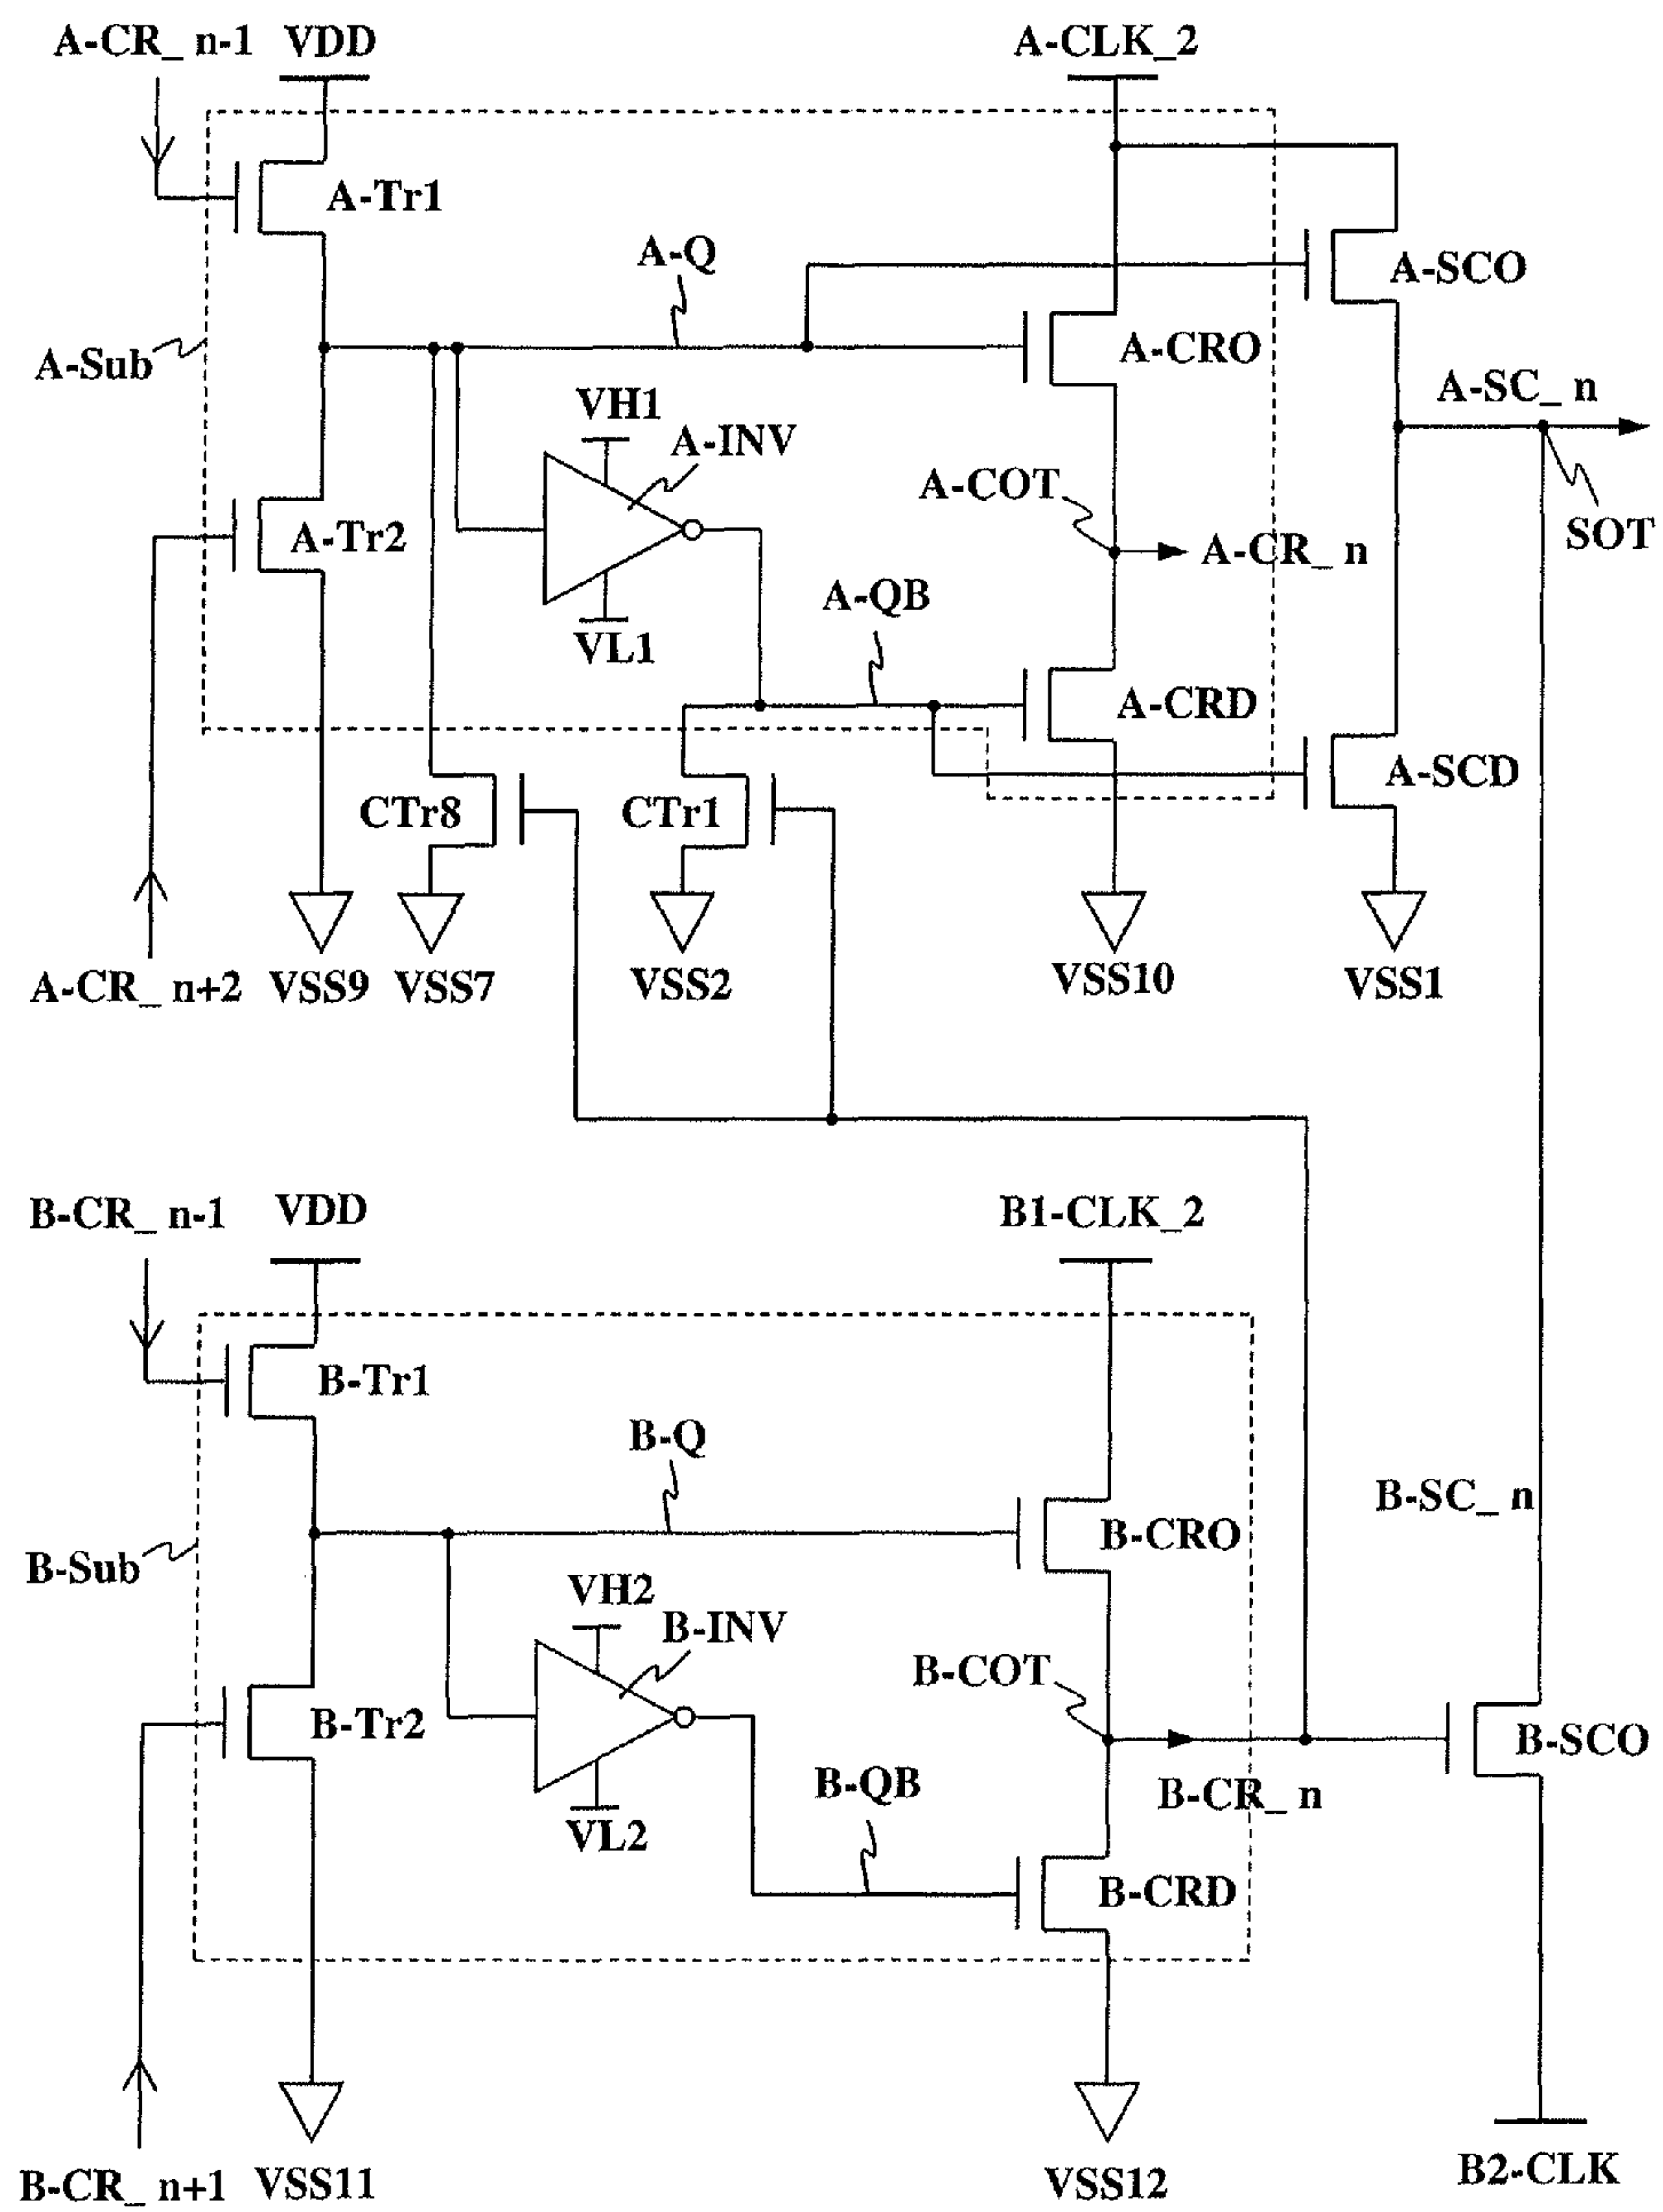 A-CR_ n-1
VDD
A-CLK_2
A-Tr1
A-Q
A-SCO
A-Sub
A-CRO
VH1
A-INV
A-SC_ n
A-COT
A-Tr2
SOT
A-CR_ n
A-QB
VL1
A-CRD
A-SCD
CTr8
CTr1
A-CR_ n+2
VSS9
VSS7
VSS2
VSS10
VSS1
B-CR_ n-1
VDD
B1-CLK_2
B-Tr1
B-Q
B-SC_ n
B-CRO
B-Sub
VH2
B-INV
B-COT
B-Tr2
B-SCO
B-QB
B-CR_ n
VL2
B-CRD
B-CR_ n+1
VSS11
VSS12
B2-CLK